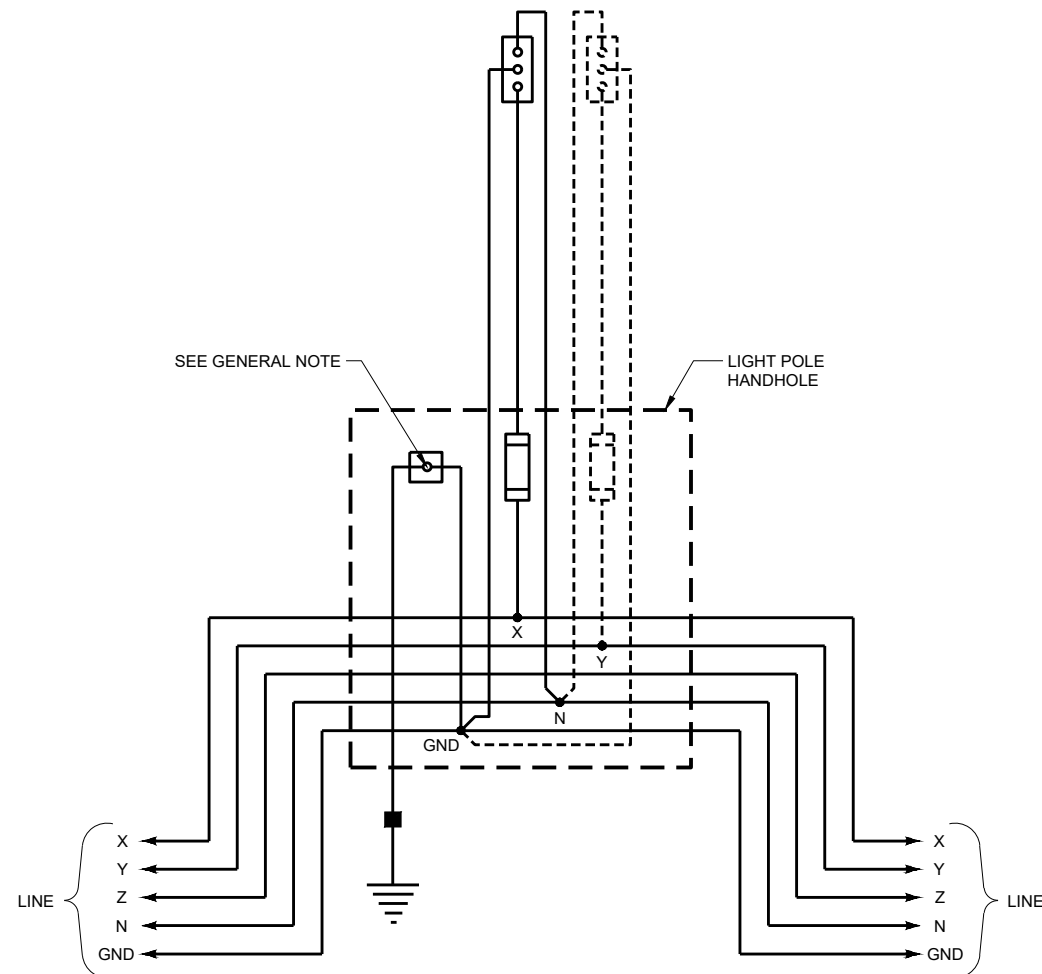 SEE GENERAL NOTE
LIGHT POLE
HANDHOLE
X
Y
N
GND
LINE
X
Y
Z
N
GND
X
Y
Z
N
GND
LINE